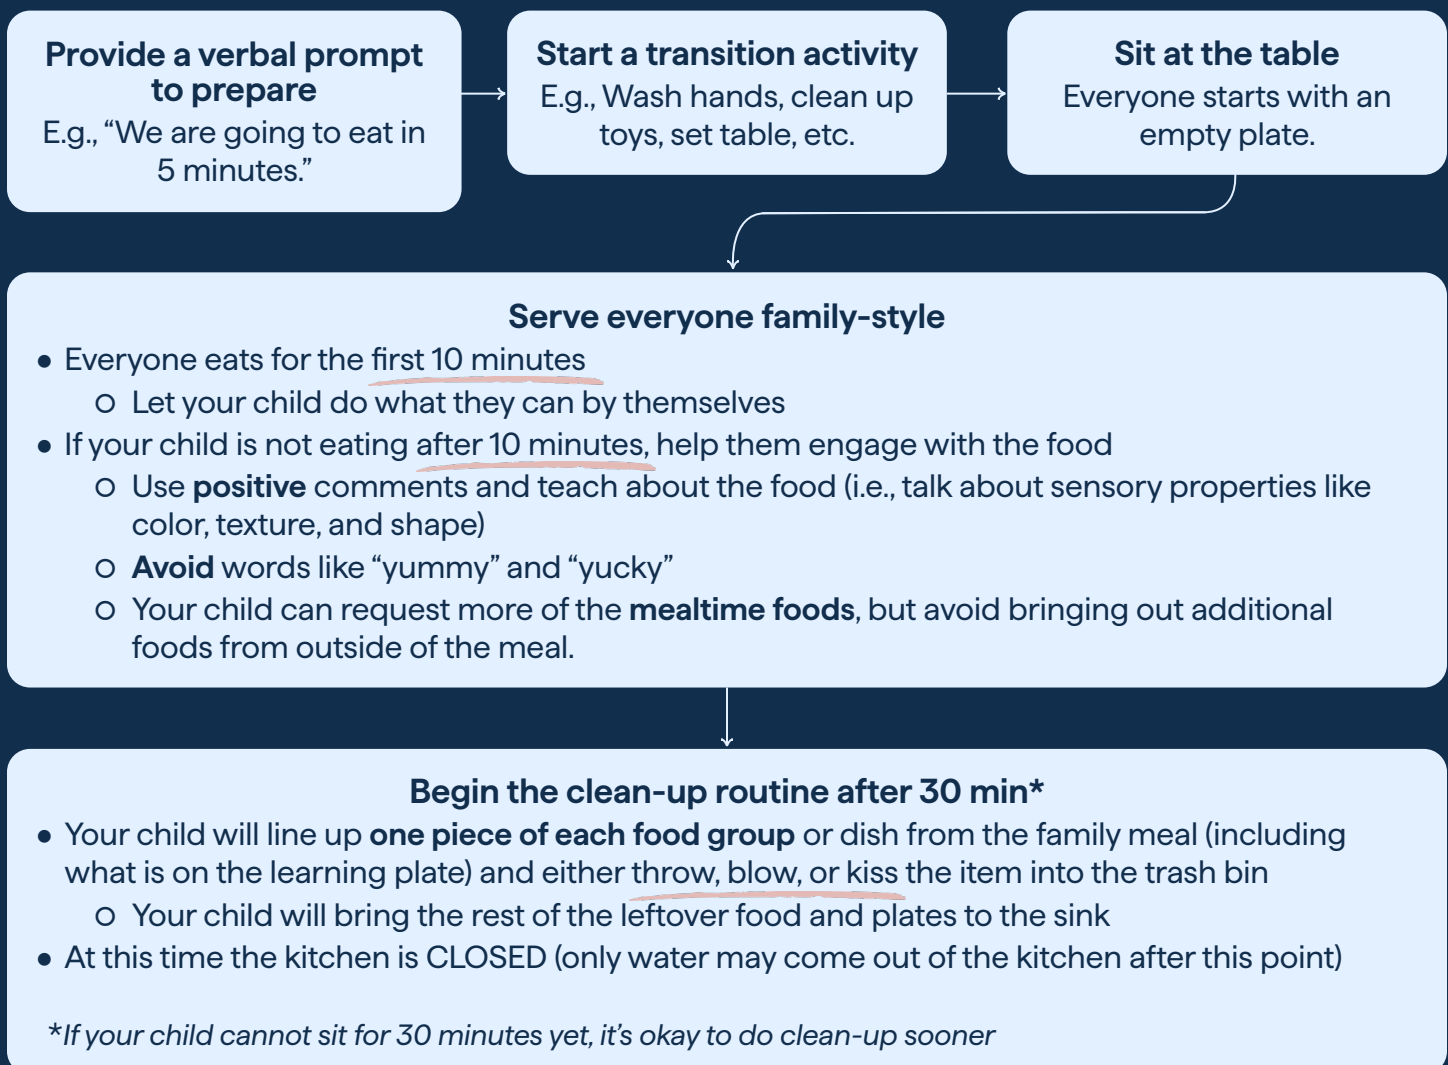 Provide a verbal prompt
to prepare
E.g., “We are going to eat in
5 minutes.”
Start a transition activity
E.g., Wash hands, clean up
toys, set table, etc.
Sit at the table
Everyone starts with an
empty plate.
Serve everyone family-style
● Everyone eats for the first 10 minutes
○ Let your child do what they can by themselves
● If your child is not eating after 10 minutes, help them engage with the food
○ Use positive comments and teach about the food (i.e., talk about sensory properties like
color, texture, and shape)
○ Avoid words like “yummy” and “yucky”
○ Your child can request more of the mealtime foods, but avoid bringing out additional
foods from outside of the meal.
Begin the clean-up routine after 30 min*
● Your child will line up one piece of each food group or dish from the family meal (including
what is on the learning plate) and either throw, blow, or kiss the item into the trash bin
○ Your child will bring the rest of the leftover food and plates to the sink
● At this time the kitchen is CLOSED (only water may come out of the kitchen after this point)
*If your child cannot sit for 30 minutes yet, it’s okay to do clean-up sooner